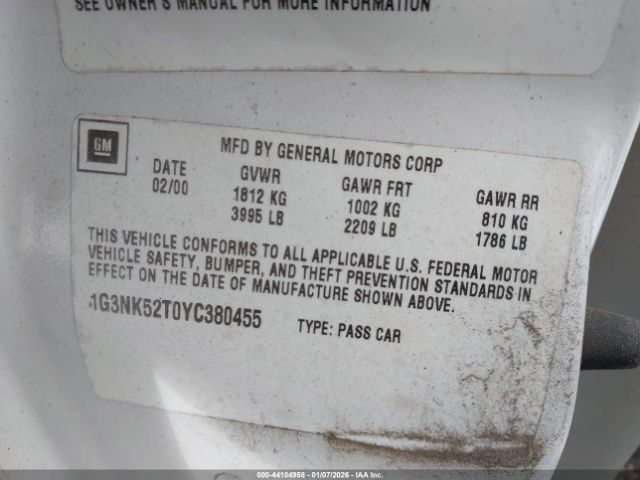 SEE OWNER'S MANUAL FOR MORE INFORMATION
GM
MFD BY GENERAL MOTORS CORP
DATE GVWR GAWR FRT GAWR RR
02/00 1812 KG 1002 KG 810 KG
3995 LB 2209 LB 1786 LB
THIS VEHICLE CONFORMS TO ALL APPLICABLE U.S. FEDERAL MOTOR
VEHICLE SAFETY, BUMPER, AND THEFT PREVENTION STANDARDS IN
EFFECT ON THE DATE OF MANUFACTURE SHOWN ABOVE.
1G3NK52T0YC380455 TYPE: PASS CAR
000-44104958 - 01/07/2026 - IAA Inc.